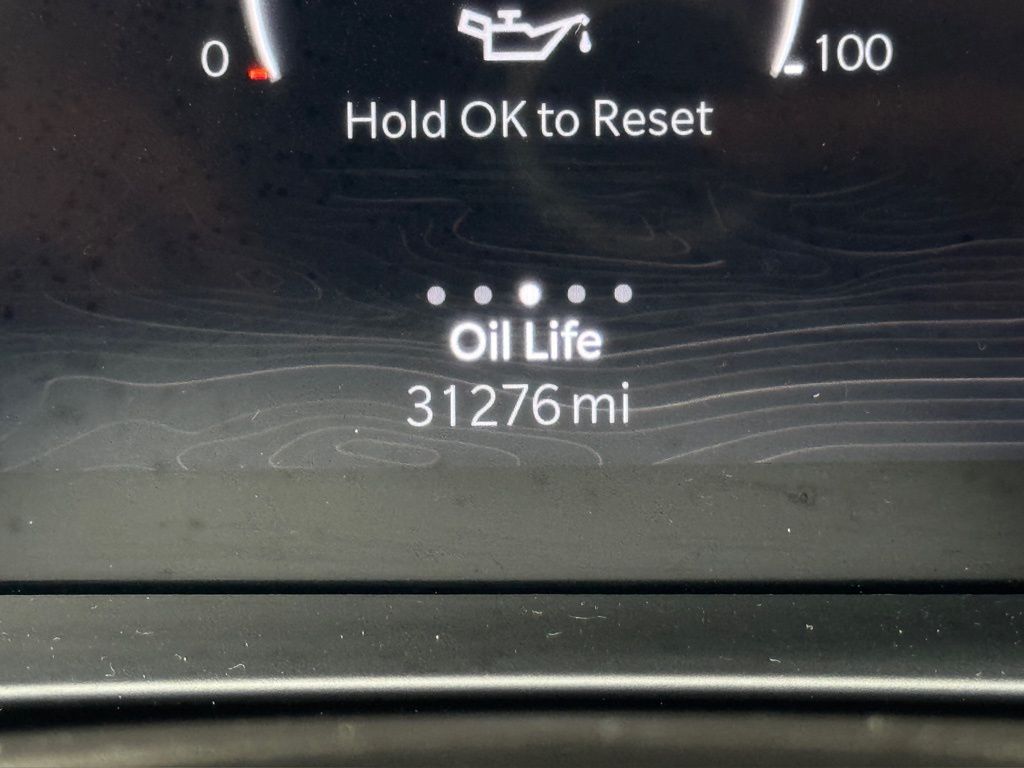 0 100
Hold OK to Reset
Oil Life
31276 mi